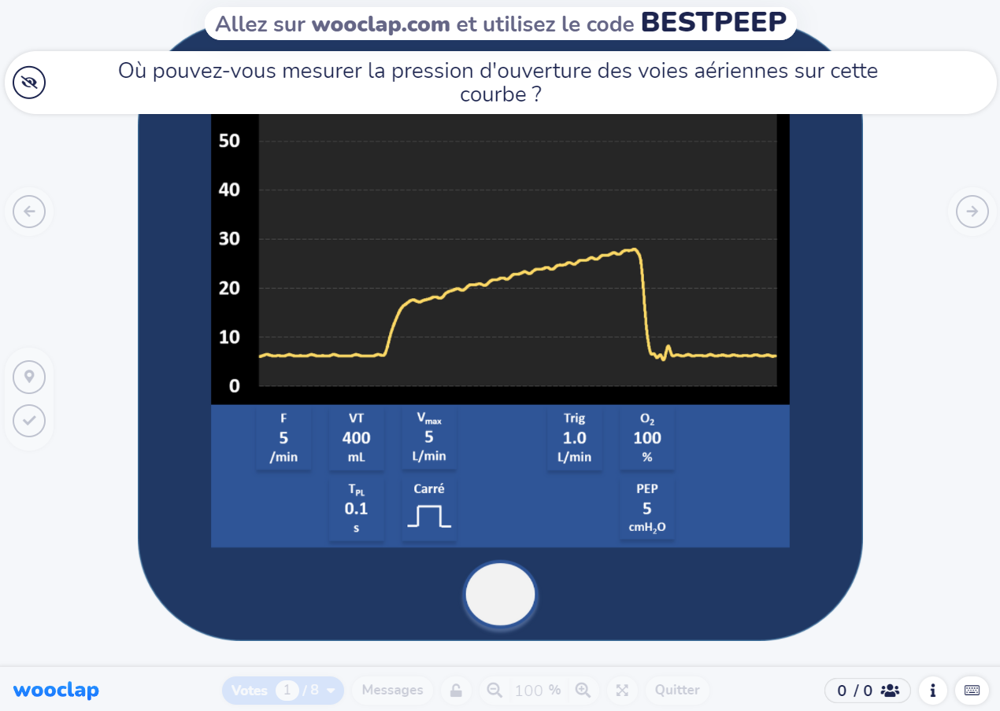 Allez sur wooclap.com et utilisez le code BESTPEEP
Où pouvez-vous mesurer la pression d'ouverture des voies aériennes sur cette
courbe ?
50
40
30
20
10
0
F
5
/min
VT
400
mL
Vmax
5
L/min
Trig
1.0
L/min
O2
100
%
TPL
0.1
s
Carré
PEP
5
cmH2O
wooclap
Votes 1 / 8
Messages
100 %
Quitter
0 / 0